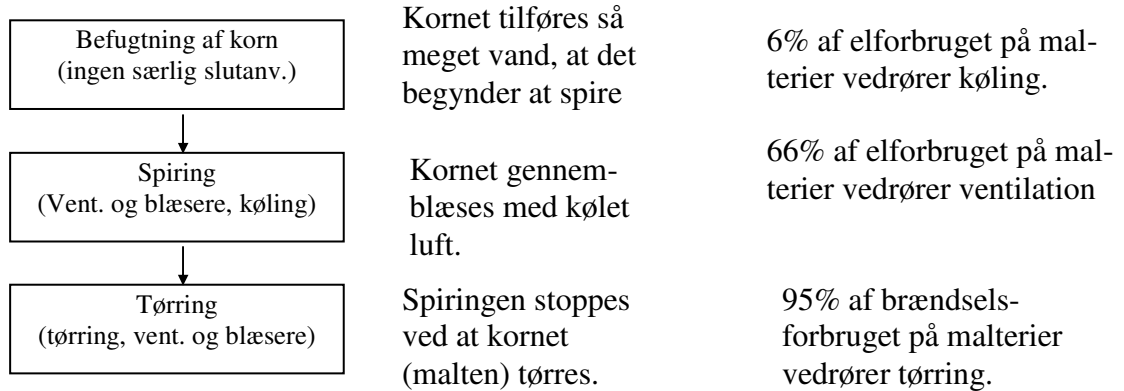 Befugtning af korn
(ingen særlig slutanv.)
Kornet tilføres så
meget vand, at det
begynder at spire
6% af elforbruget på mal-
terier vedrører køling.
Spiring
(Vent. og blæsere, køling)
Kornet gennem-
blæses med kølet
luft.
66% af elforbruget på mal-
terier vedrører ventilation
Tørring
(tørring, vent. og blæsere)
Spiringen stoppes
ved at kornet
(malten) tørres.
95% af brændsels-
forbruget på malterier
vedrører tørring.